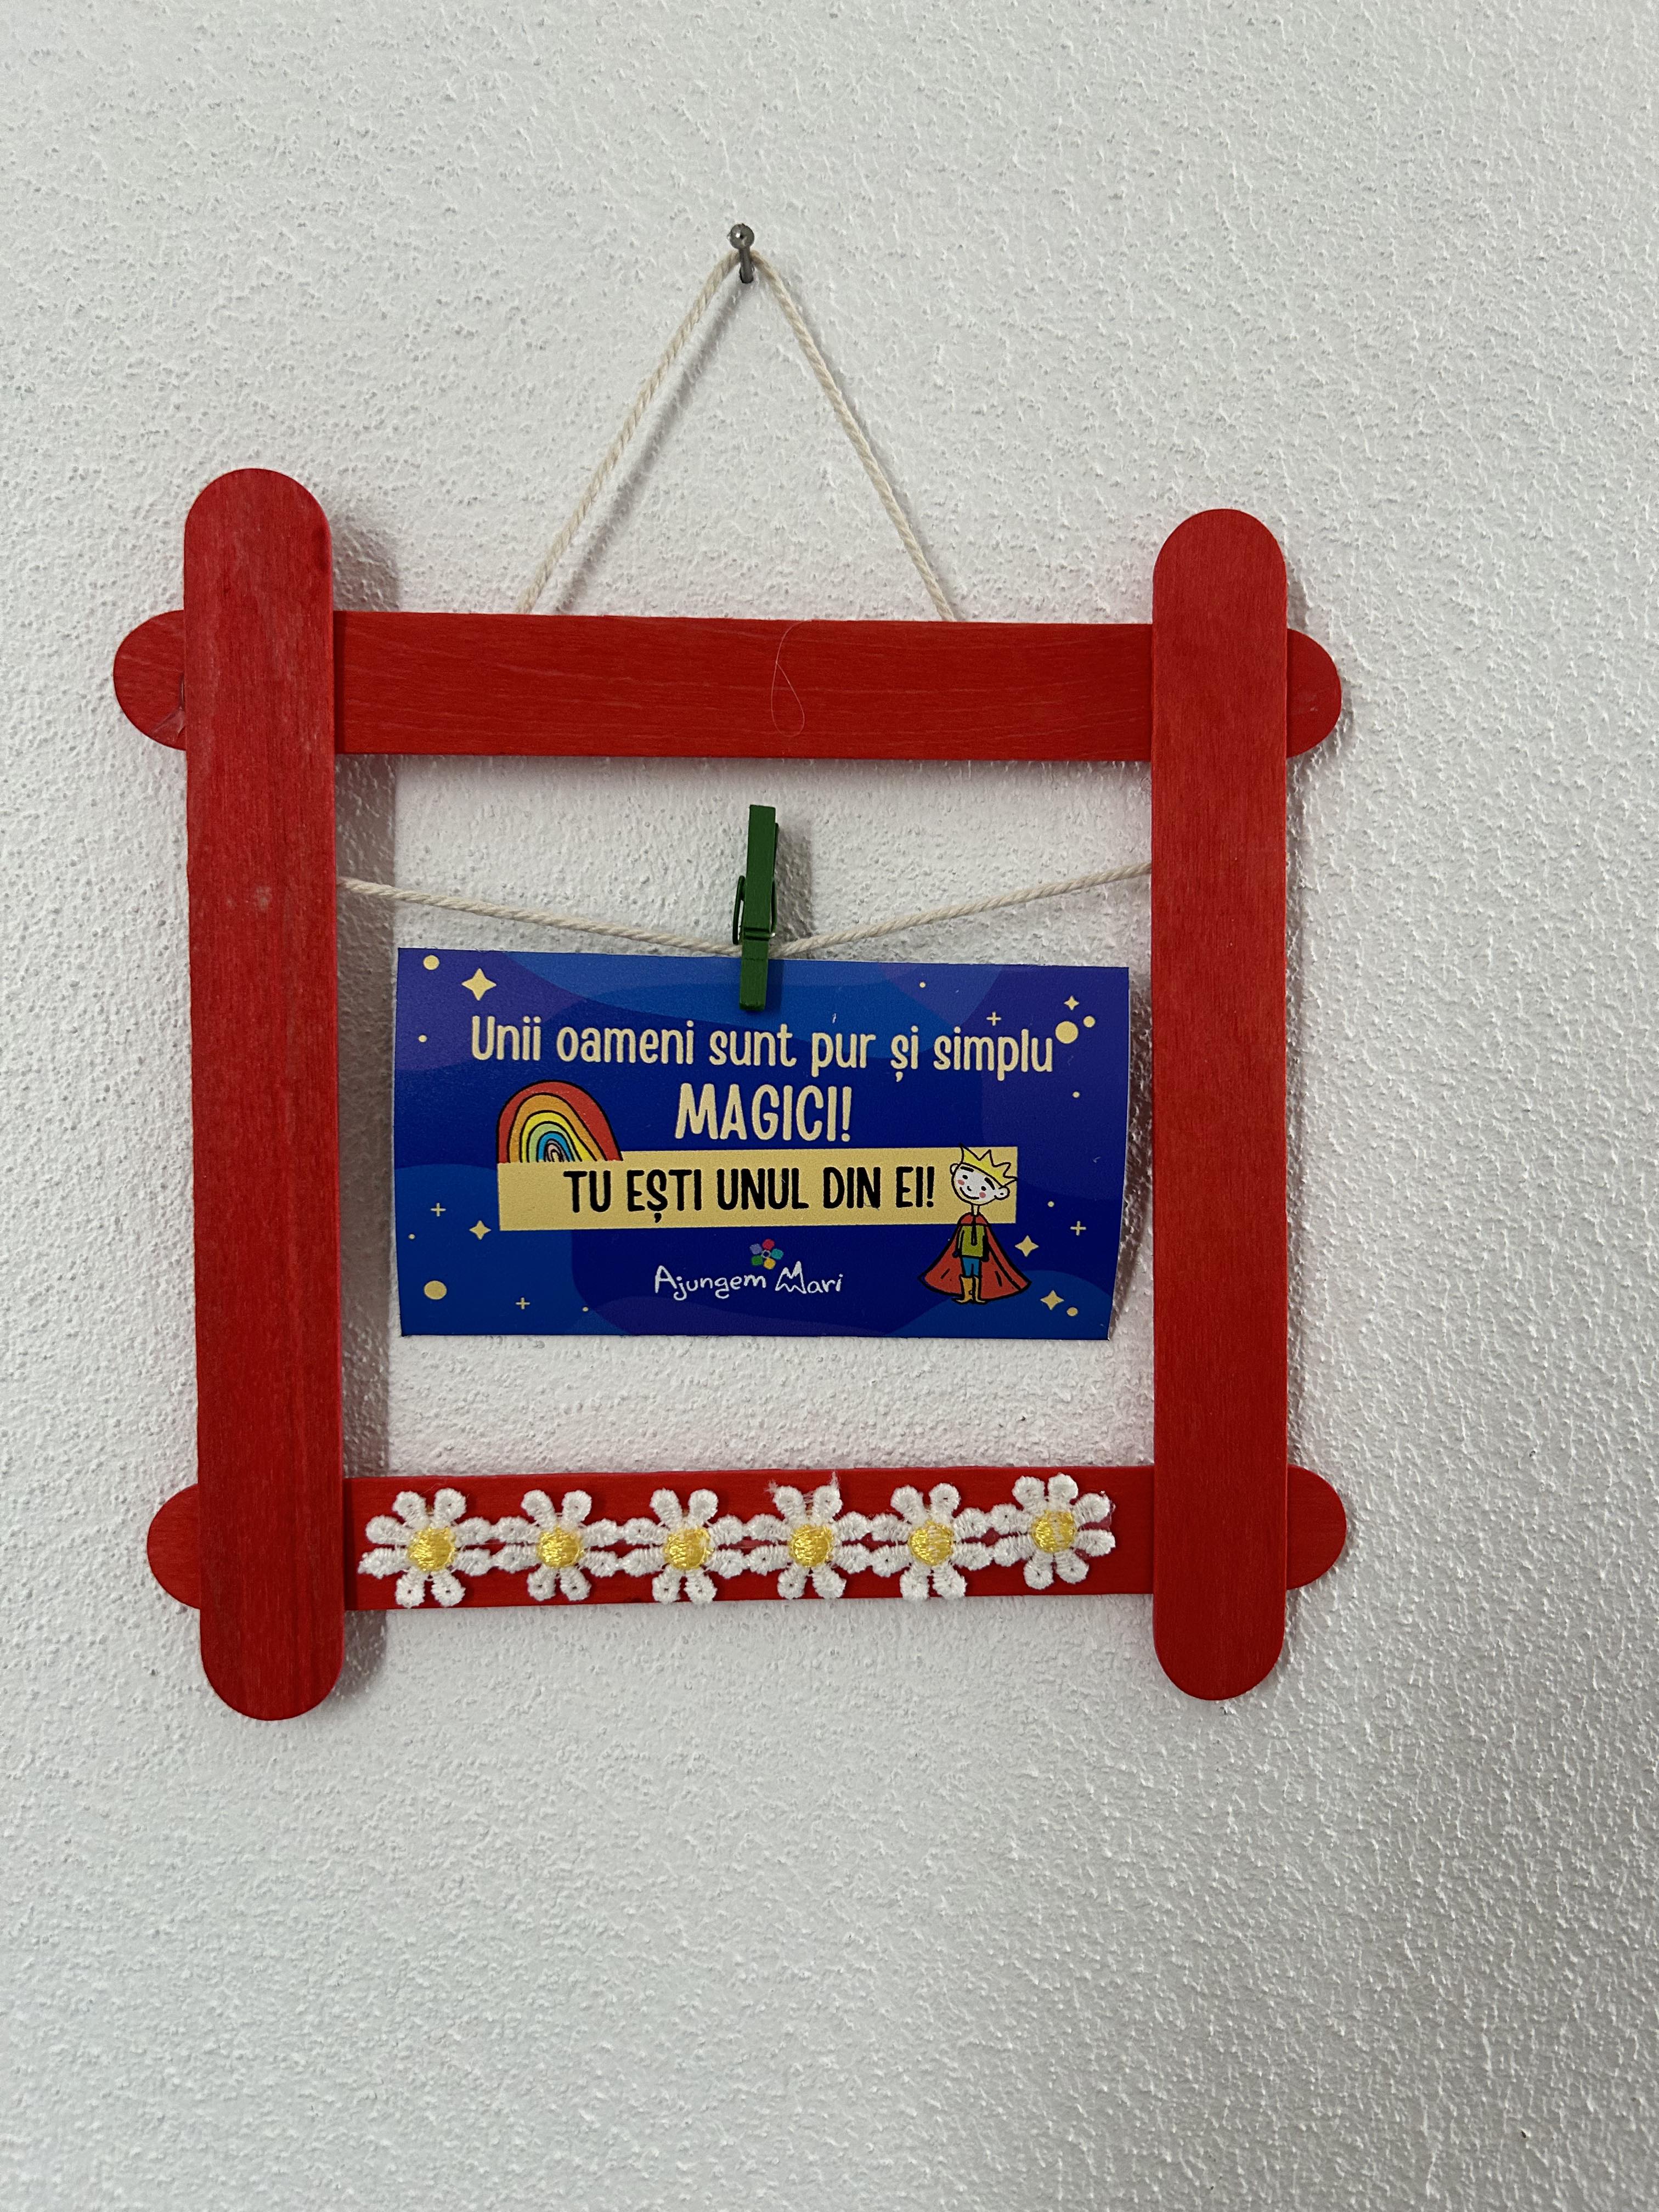 Unii oameni sunt pur și simplu
MAGICI!
TU EȘTI UNUL DIN EI!
Ajungem Mari